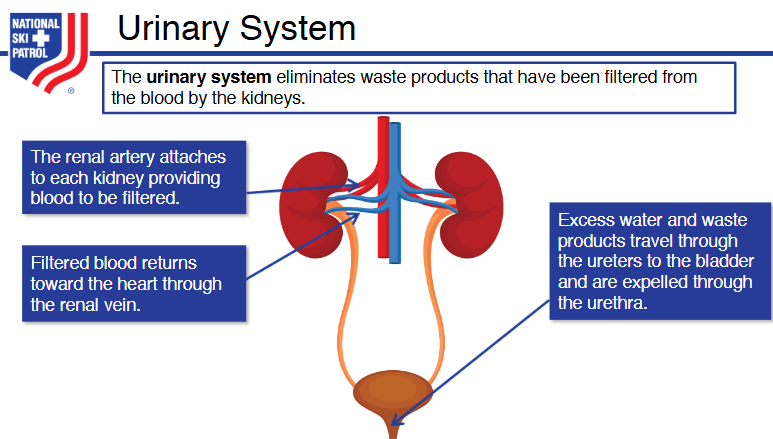 NATIONAL
SKI
PATROL
®
Urinary System
The urinary system eliminates waste products that have been filtered from
the blood by the kidneys.
The renal artery attaches
to each kidney providing
blood to be filtered.
Filtered blood returns
toward the heart through
the renal vein.
Excess water and waste
products travel through
the ureters to the bladder
and are expelled through
the urethra.